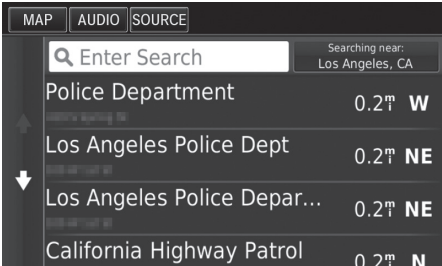 MAP AUDIO SOURCE
Enter Search
Searching near:
Los Angeles, CA
Police Department 0.2 mi W
Los Angeles Police Dept 0.2 mi NE
Los Angeles Police Depar... 0.2 mi NE
California Highway Patrol 0.2 mi N